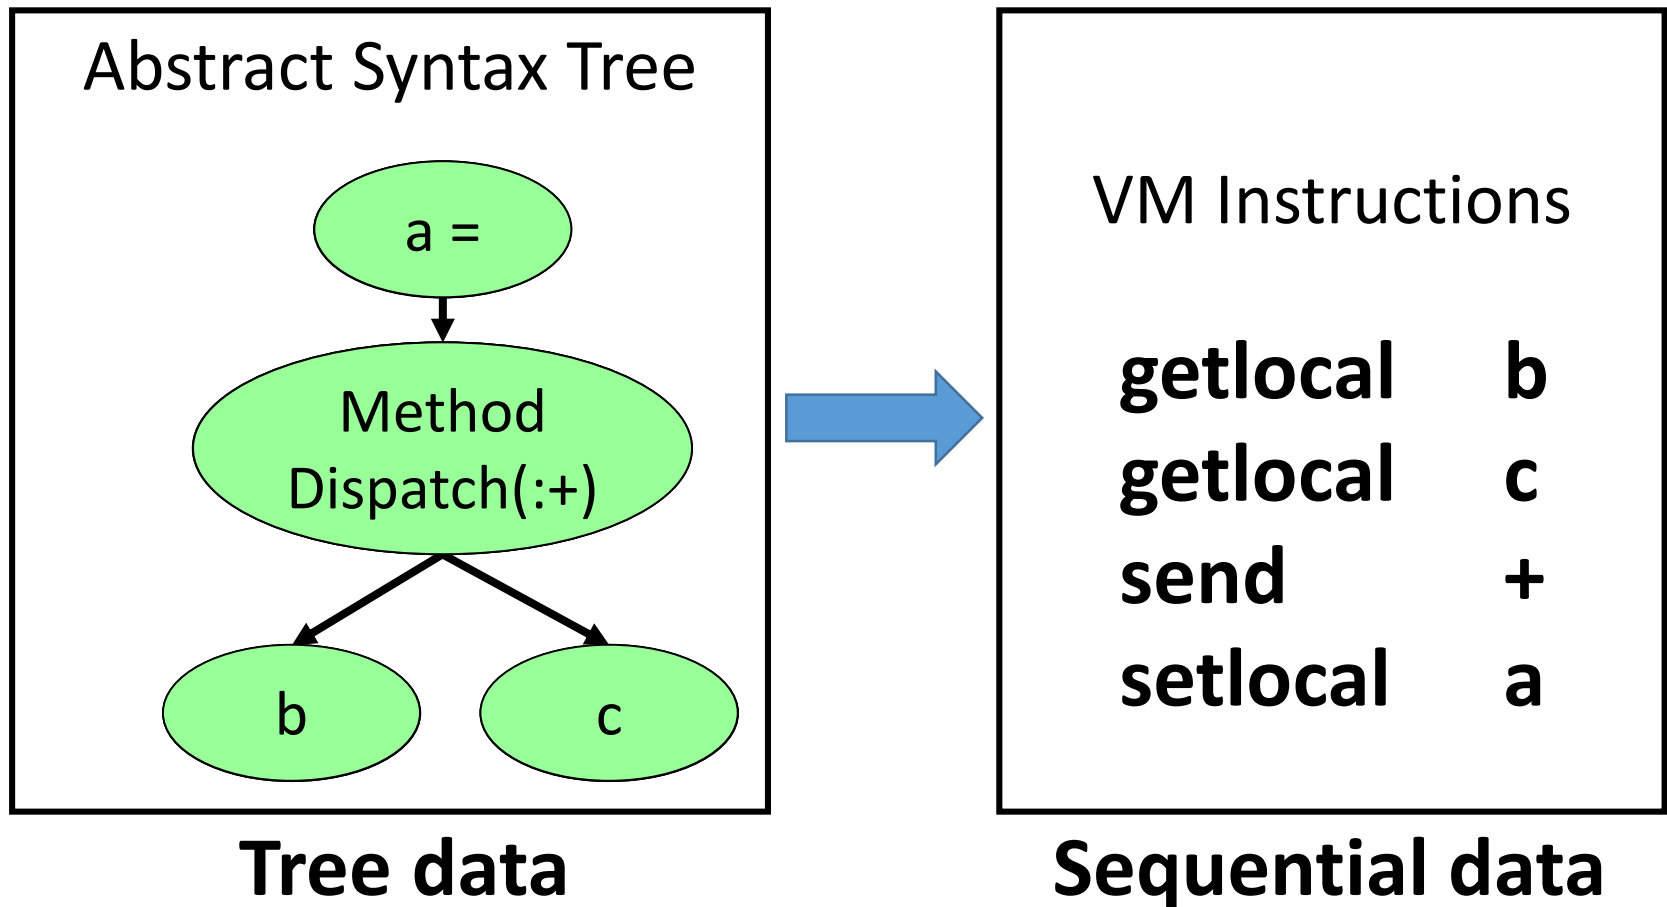 Abstract Syntax Tree
a =
Method
Dispatch(:+)
b
c
Tree data
VM Instructions
getlocal b
getlocal c
send +
setlocal a
Sequential data